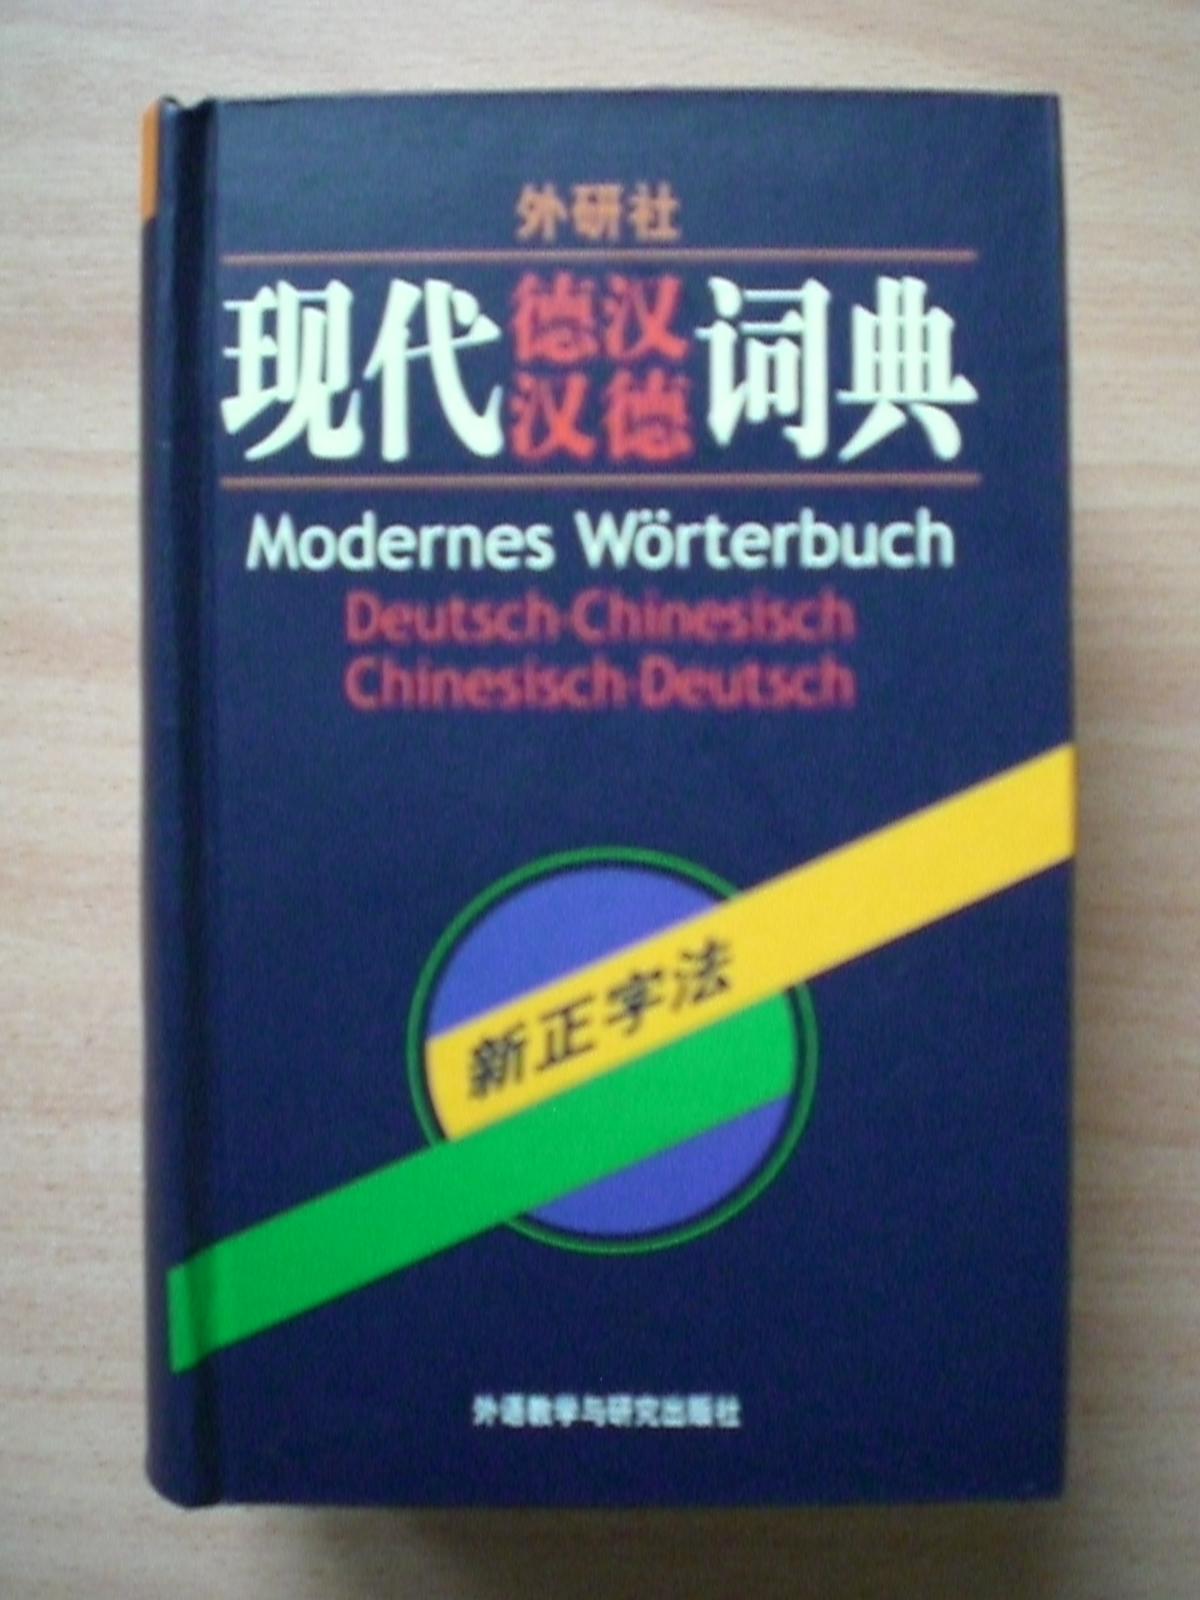 外研社
现代德汉汉德词典
Modernes Wörterbuch
Deutsch-Chinesisch
Chinesisch-Deutsch
新正字法
外语教学与研究出版社